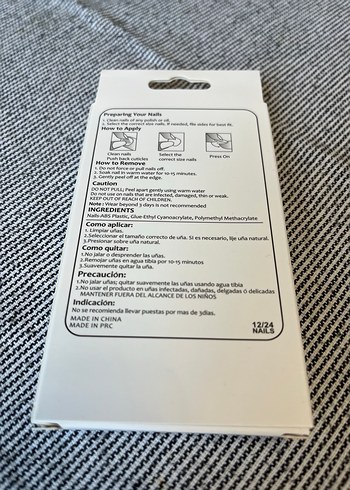 Preparing Your Nails
1. Clean nails of any polish or oil.
2. Select the correct size nails, if needed, file sides for best fit.
How to Apply
Clean nails
Push back cuticles
Select the
correct size nails
Press On
How to Remove
1. Do not force or pull nails off.
2. Soak nail in warm water for 10-15 minutes.
3. Gently peel off at the edge.
Caution
DO NOT PULL; Peel apart gently using warm water
Do not use on nails that are infected, damaged, thin or weak.
KEEP OUT OF REACH OF CHILDREN.
Note: Wear beyond 3 days is not recommended
INGREDIENTS
Nails-ABS Plastic, Glue-Ethyl Cyanoacrylate, Polymethyl Methacrylate
Como aplicar:
1. Limpiar uñas.
2.Seleccionar el tamaño correcto de uña. Si es necesario, lije uña natural.
3.Presionar sobre uña natural.
Como quitar:
1.No jalar o desprender las uñas.
2.Remojar uñas en agua tibia por 10-15 minutos
3.Suavemente quitar la uña.
Precaución:
1.No jalar uñas; quitar suavemente las uñas usando agua tibia
2.No usar el producto en uñas infectadas, dañadas, delgadas ó delicadas
MANTENER FUERA DEL ALCANCE DE LOS NIÑOS
Indicación:
No se recomienda llevar puestas por mas de 3días.
MADE IN CHINA
MADE IN PRC
12/24
NAILS